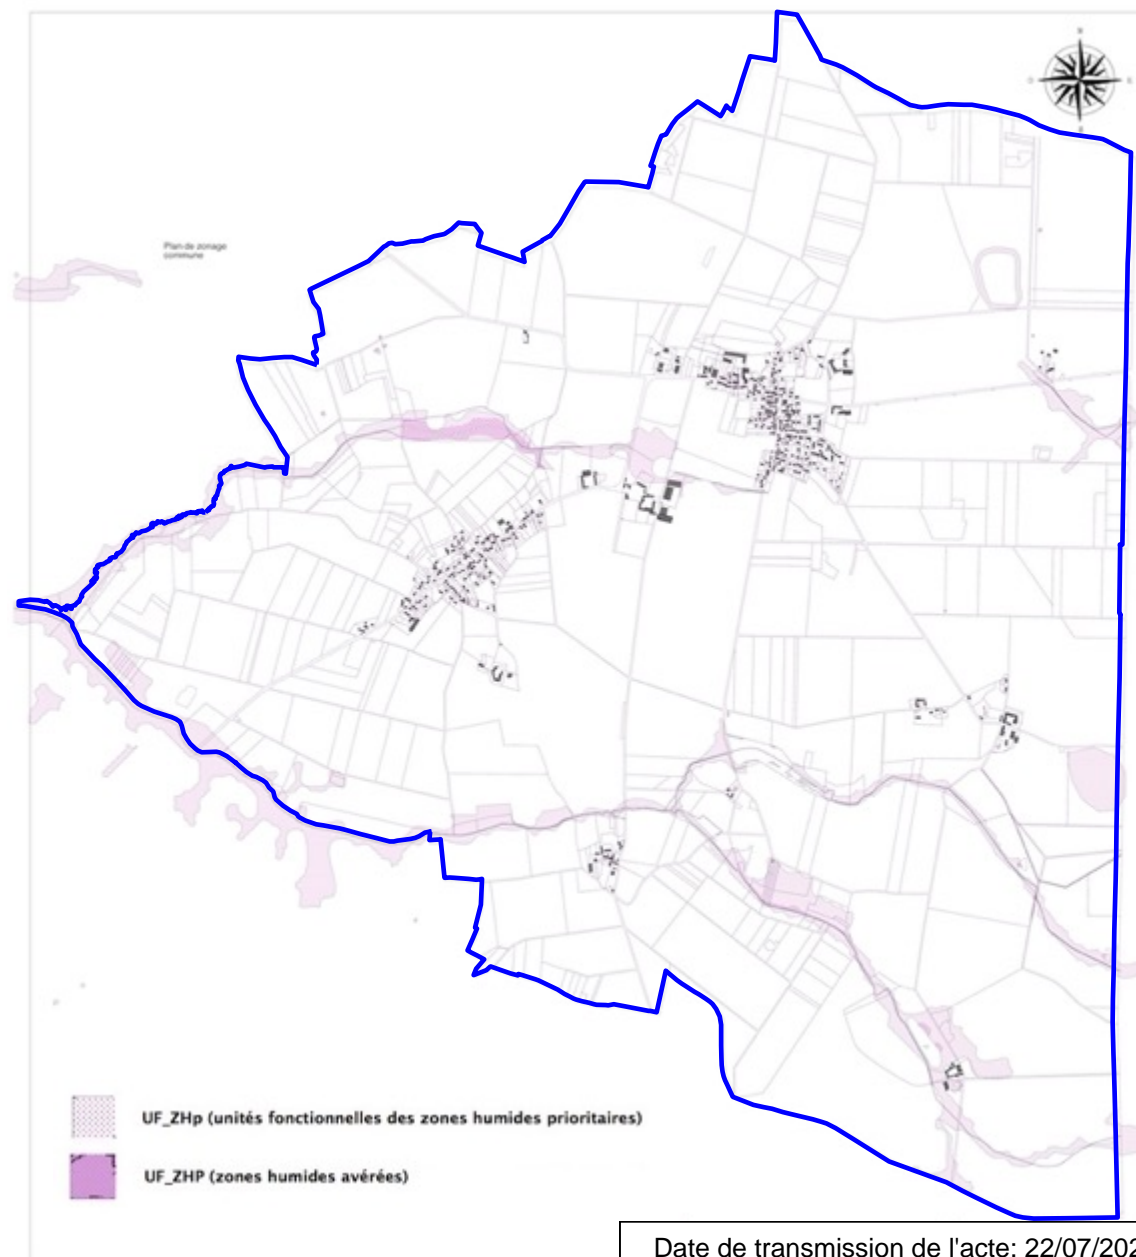 N
O
E
S
Plan de zonage
commune
UF_ZHp (unités fonctionnelles des zones humides prioritaires)
UF_ZHP (zones humides avérées)
Date de transmission de l'acte: 22/07/202